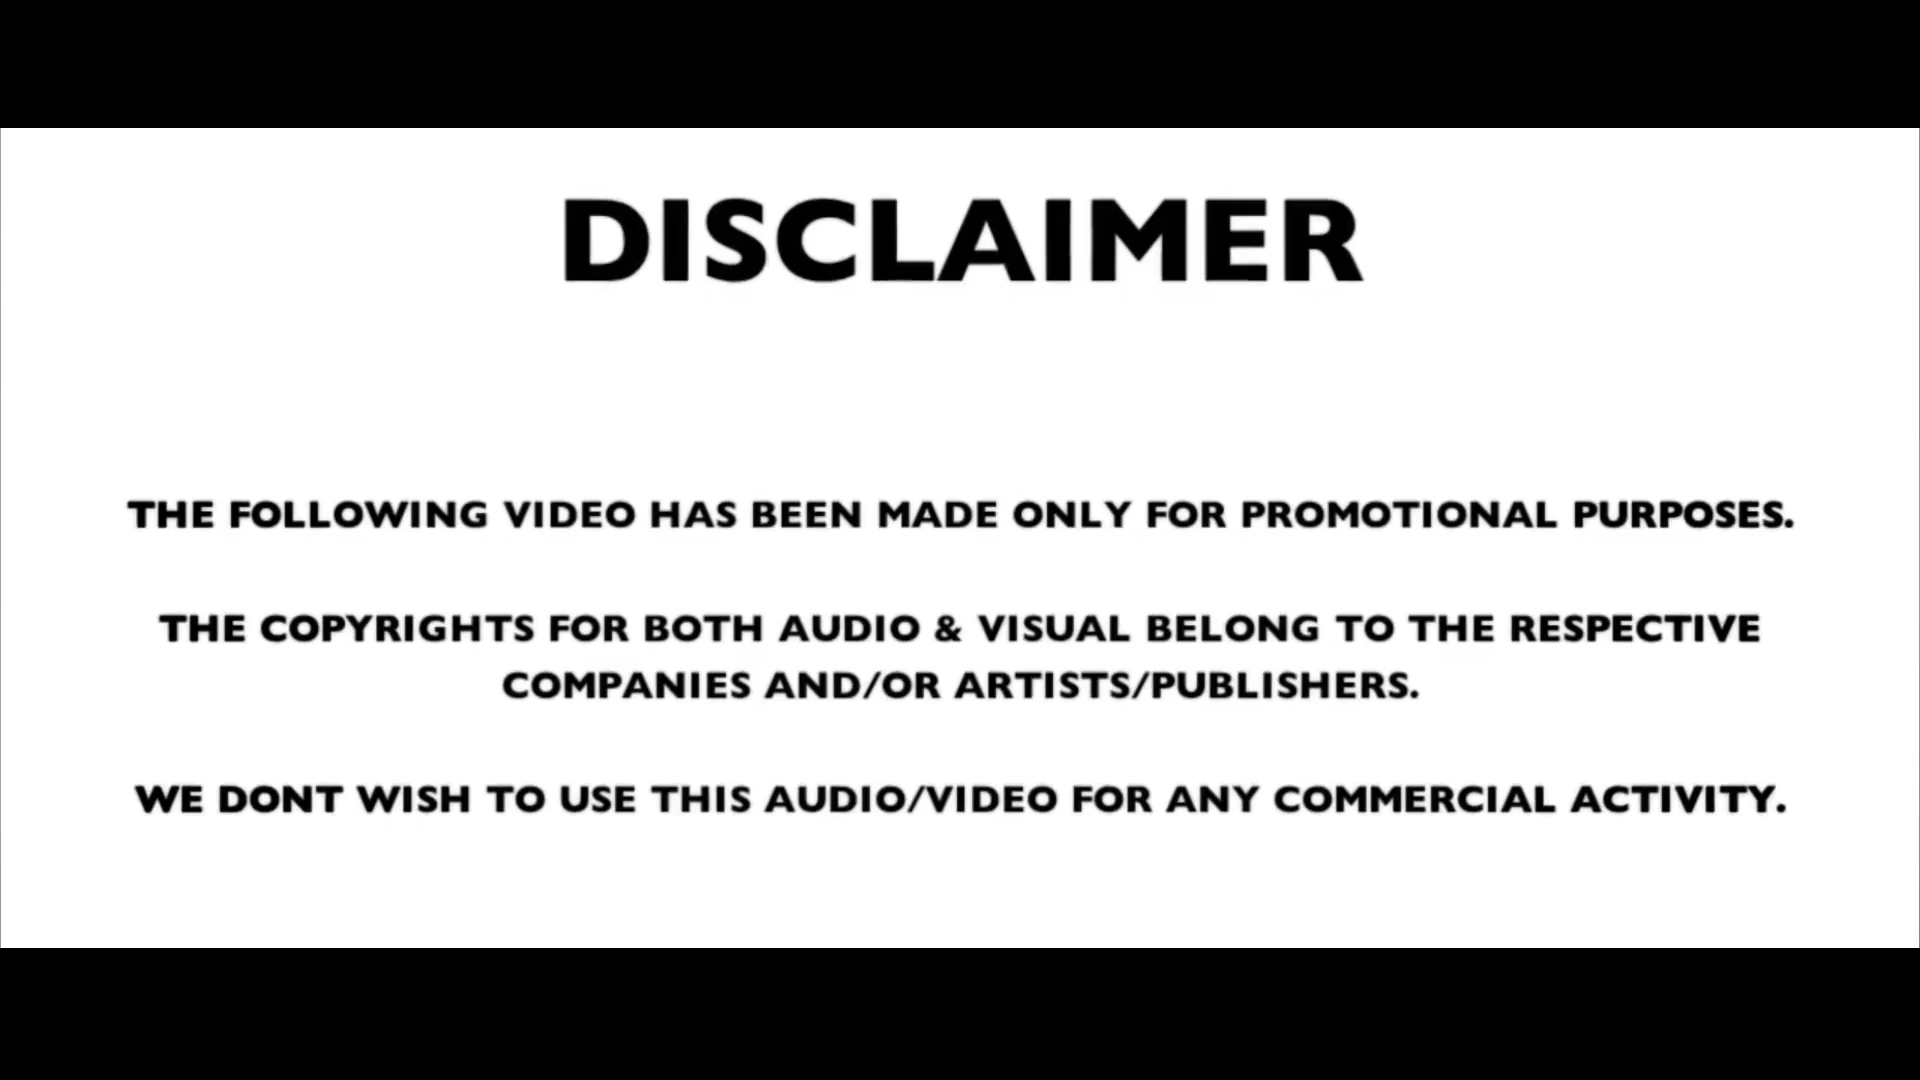 DISCLAIMER
THE FOLLOWING VIDEO HAS BEEN MADE ONLY FOR PROMOTIONAL PURPOSES.
THE COPYRIGHTS FOR BOTH AUDIO & VISUAL BELONG TO THE RESPECTIVE
COMPANIES AND/OR ARTISTS/PUBLISHERS.
WE DONT WISH TO USE THIS AUDIO/VIDEO FOR ANY COMMERCIAL ACTIVITY.